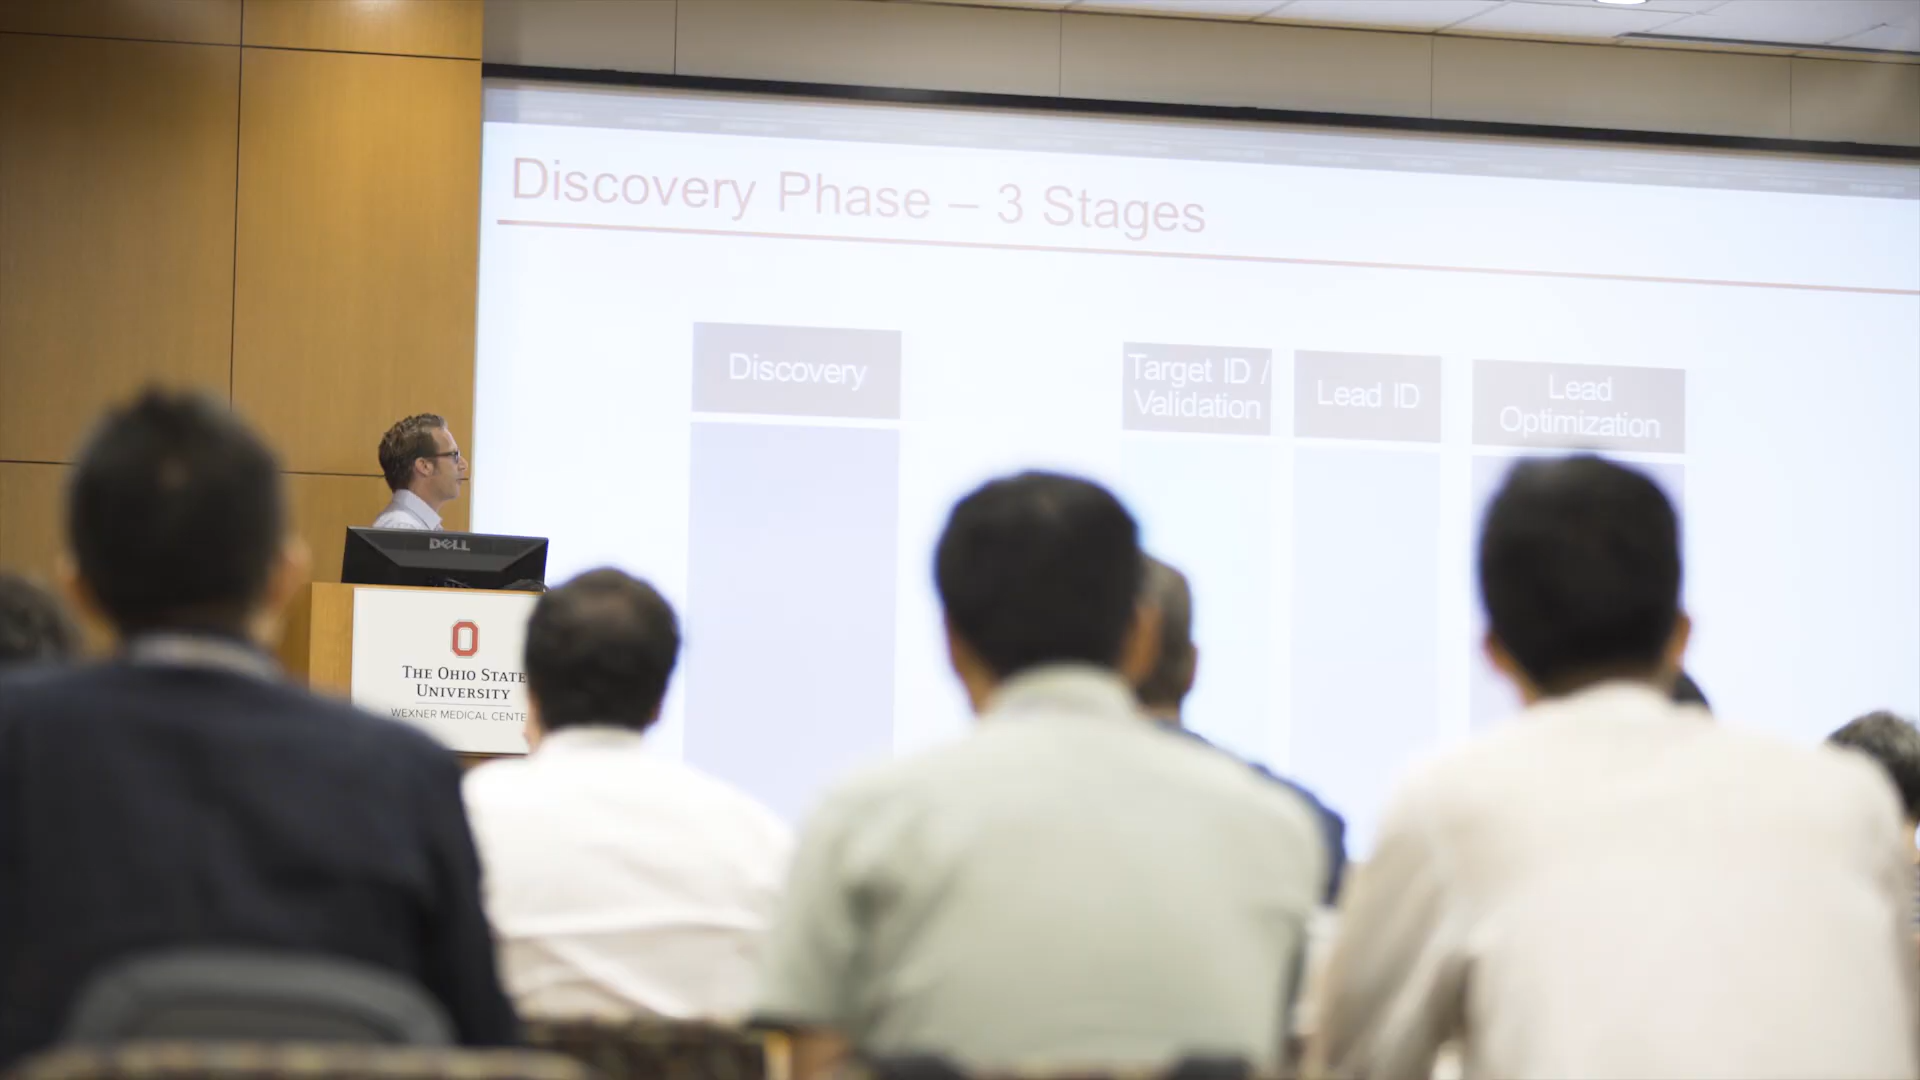 Discovery Phase – 3 Stages
Discovery
Target ID /
Validation
Lead ID
Lead
Optimization
DELL
O
THE OHIO STATE
UNIVERSITY
WEXNER MEDICAL CENTE